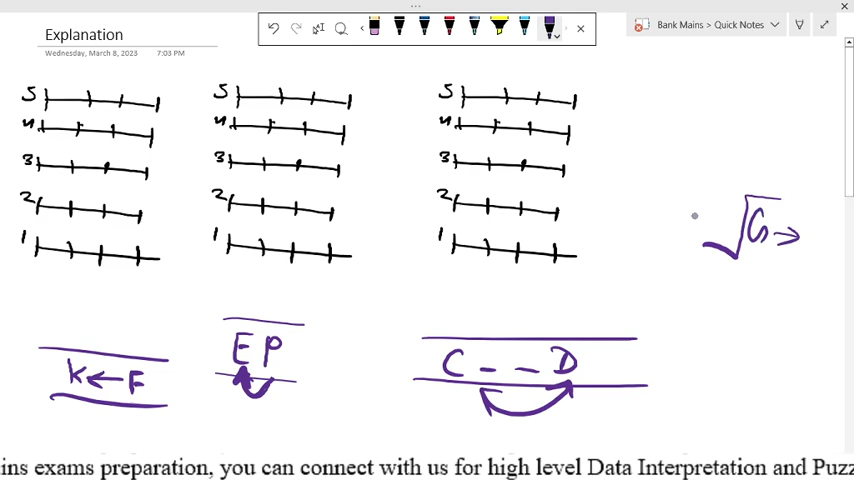 Explanation
Wednesday, March 8, 2023 7:03 PM
Bank Mains > Quick Notes
5 5 5
4 4 4
3 3 3
2 2 2
1 1 1
√G→
K←F
E P
C _ _ D
ins exams preparation, you can connect with us for high level Data Interpretation and Puzz